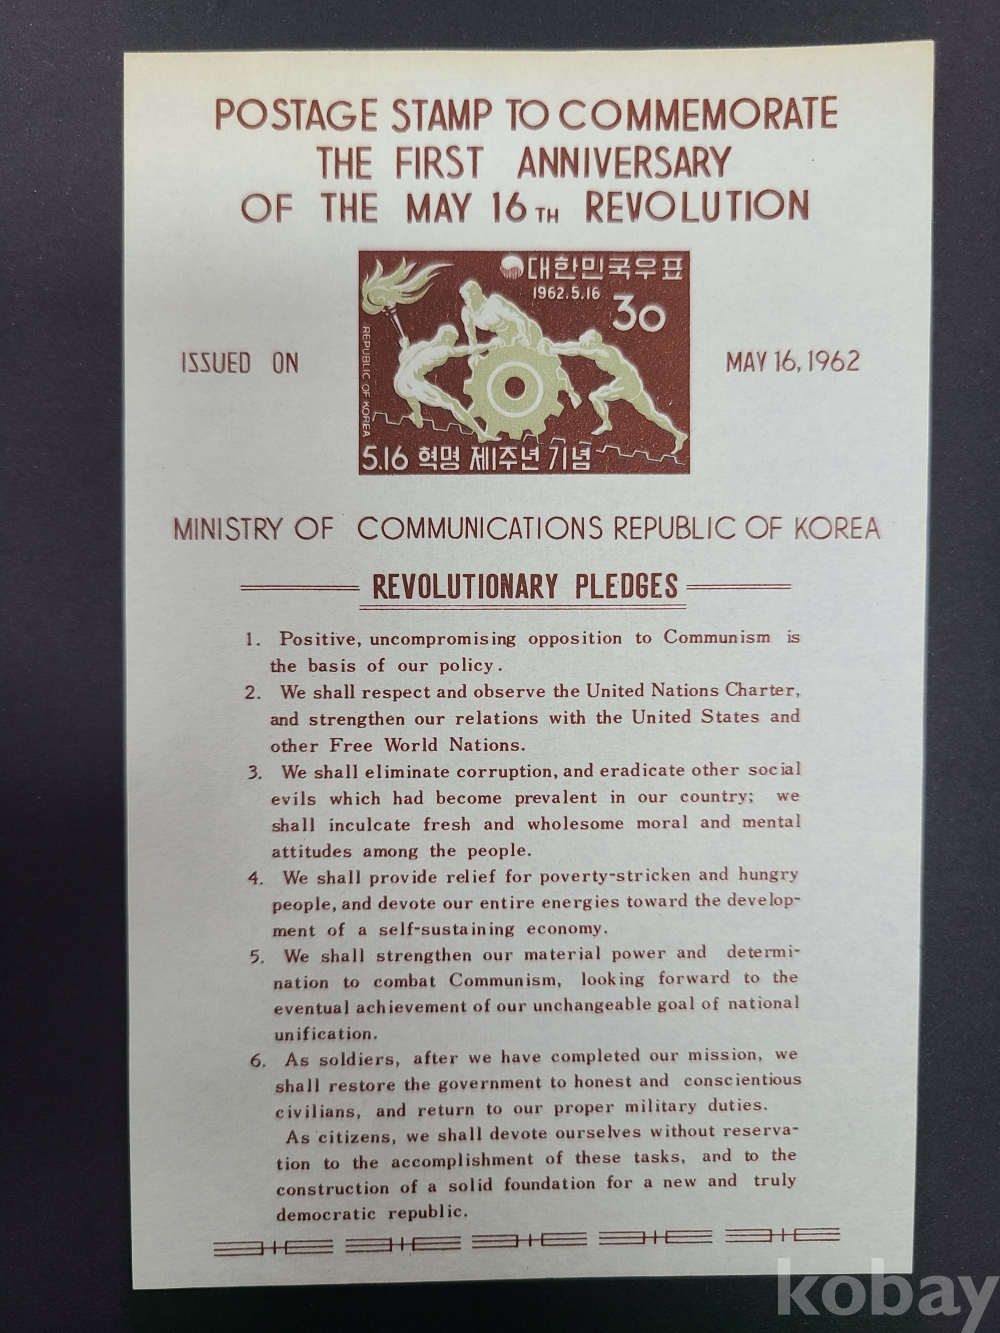 POSTAGE STAMP TO COMMEMORATE
THE FIRST ANNIVERSARY
OF THE MAY 16TH REVOLUTION
대한민국우표
1962.5.16
30
REPUBLIC OF KOREA
5.16 혁명 제1주년 기념
ISSUED ON
MAY 16, 1962
MINISTRY OF COMMUNICATIONS REPUBLIC OF KOREA
REVOLUTIONARY PLEDGES
1. Positive, uncompromising opposition to Communism is
the basis of our policy.
2. We shall respect and observe the United Nations Charter,
and strengthen our relations with the United States and
other Free World Nations.
3. We shall eliminate corruption, and eradicate other social
evils which had become prevalent in our country; we
shall inculcate fresh and wholesome moral and mental
attitudes among the people.
4. We shall provide relief for poverty-stricken and hungry
people, and devote our entire energies toward the develop-
ment of a self-sustaining economy.
5. We shall strengthen our material power and determi-
nation to combat Communism, looking forward to the
eventual achievement of our unchangeable goal of national
unification.
6. As soldiers, after we have completed our mission, we
shall restore the government to honest and conscientious
civilians, and return to our proper military duties.
As citizens, we shall devote ourselves without reserva-
tion to the accomplishment of these tasks, and to the
construction of a solid foundation for a new and truly
democratic republic.
kobay